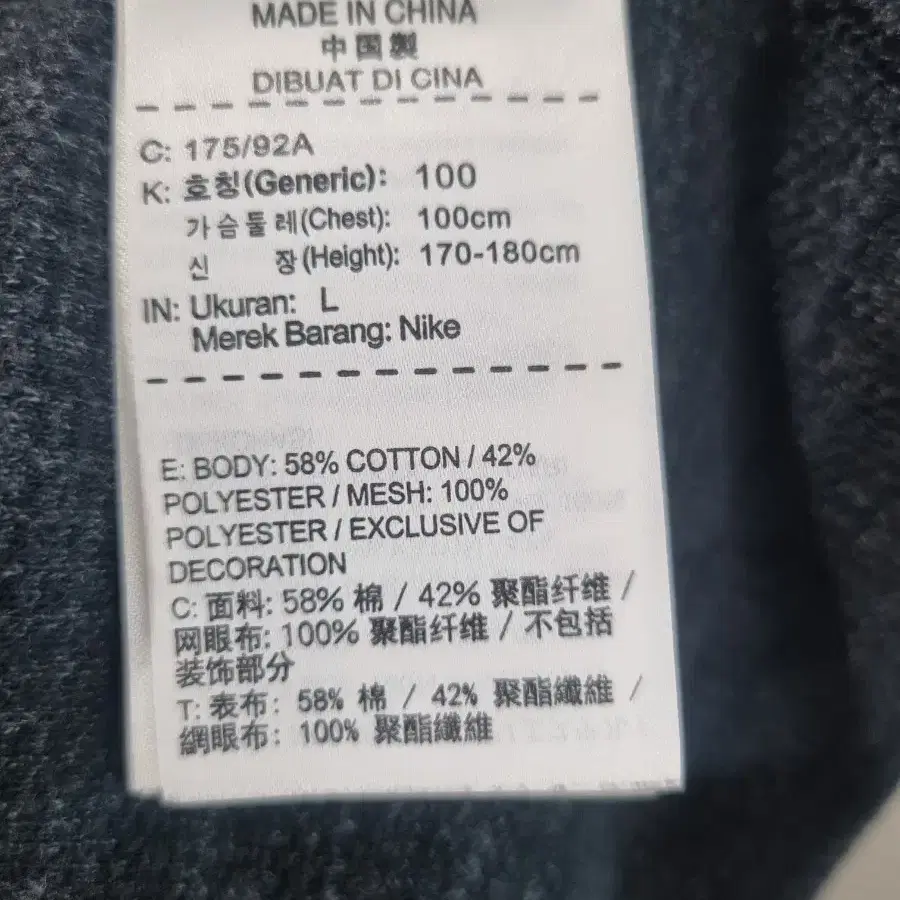 MADE IN CHINA
中国製
DIBUAT DI CINA
C: 175/92A
K: 호칭(Generic): 100
가슴둘레(Chest): 100cm
신 장(Height): 170-180cm
IN: Ukuran: L
Merek Barang: Nike
E: BODY: 58% COTTON / 42%
POLYESTER / MESH: 100%
POLYESTER / EXCLUSIVE OF
DECORATION
C: 面料: 58% 棉 / 42% 聚酯纤维 /
网眼布: 100% 聚酯纤维 / 不包括
装饰部分
T: 表布: 58% 棉 / 42% 聚酯纖維 /
網眼布: 100% 聚酯纖維